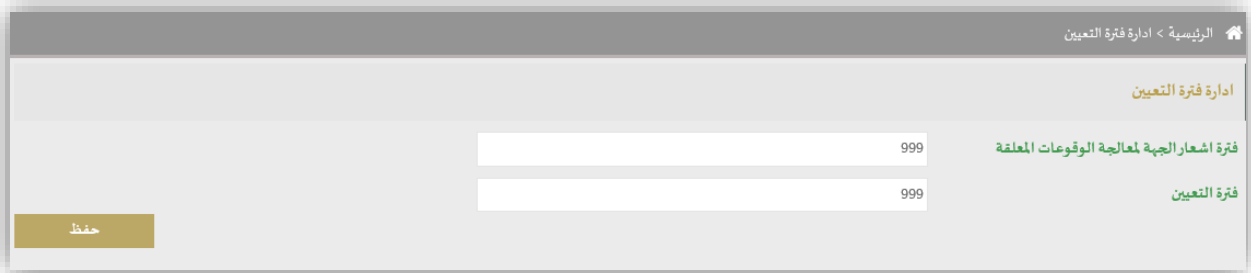 الرئيسية > ادارة فترة التعيين
ادارة فترة التعيين
فترة اشعار الجهة لمعالجة الوقوعات المعلقة
999
فترة التعيين
999
حفظ